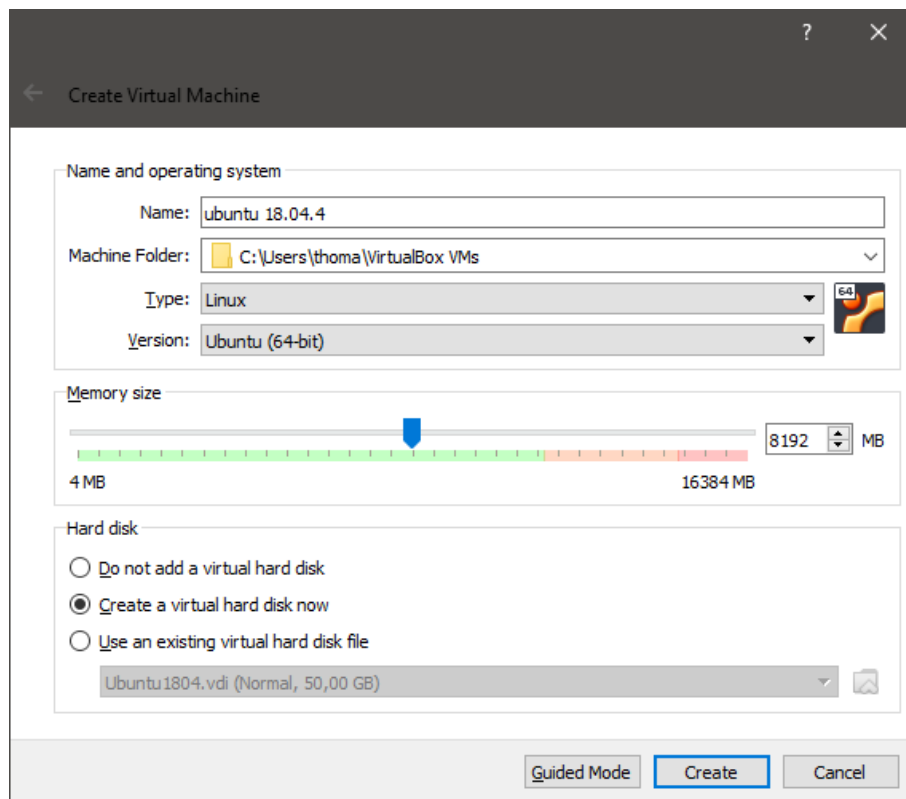 ?
Create Virtual Machine
Name and operating system
Name: ubuntu 18.04.4
Machine Folder: C:\Users\thoma\VirtualBox VMs
Type: Linux
64
Version: Ubuntu (64-bit)
Memory size
8192 MB
4 MB 16384 MB
Hard disk
Do not add a virtual hard disk
Create a virtual hard disk now
Use an existing virtual hard disk file
Ubuntu1804.vdi (Normal, 50,00 GB)
Guided Mode Create Cancel